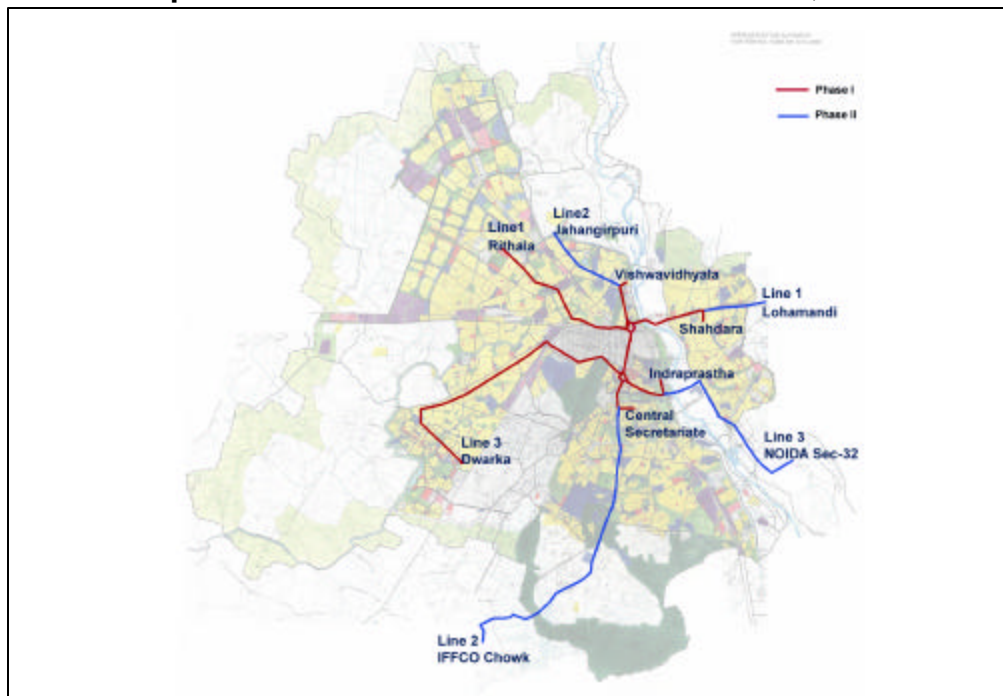 Phase I
Phase II
Line2
Jahangirpuri
Line1
Rithala
Vishwavidhyala
Line 1
Lohamandi
Shahdara
Indraprastha
Central
Secretariate
Line 3
NOIDA Sec-32
Line 3
Dwarka
Line 2
IFFCO Chowk